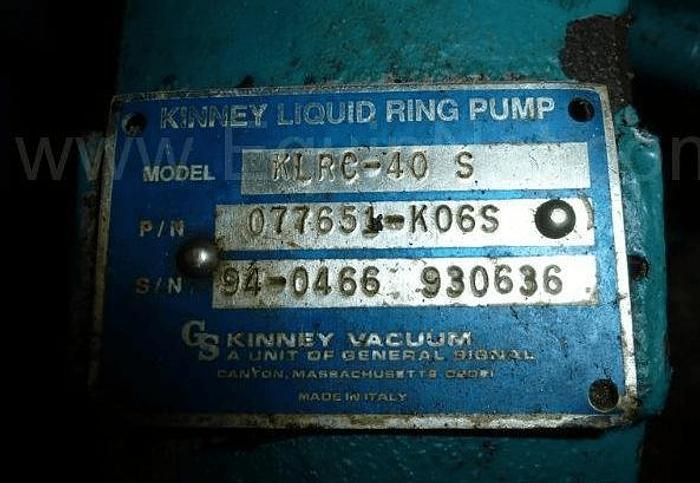 KINNEY LIQUID RING PUMP
MODEL KLRC-40 S
P/N 077651-K06S
S/N 94-0466 930636
GS KINNEY VACUUM
A UNIT OF GENERAL SIGNAL
CANTON, MASSACHUSETTS 02021
MADE IN ITALY